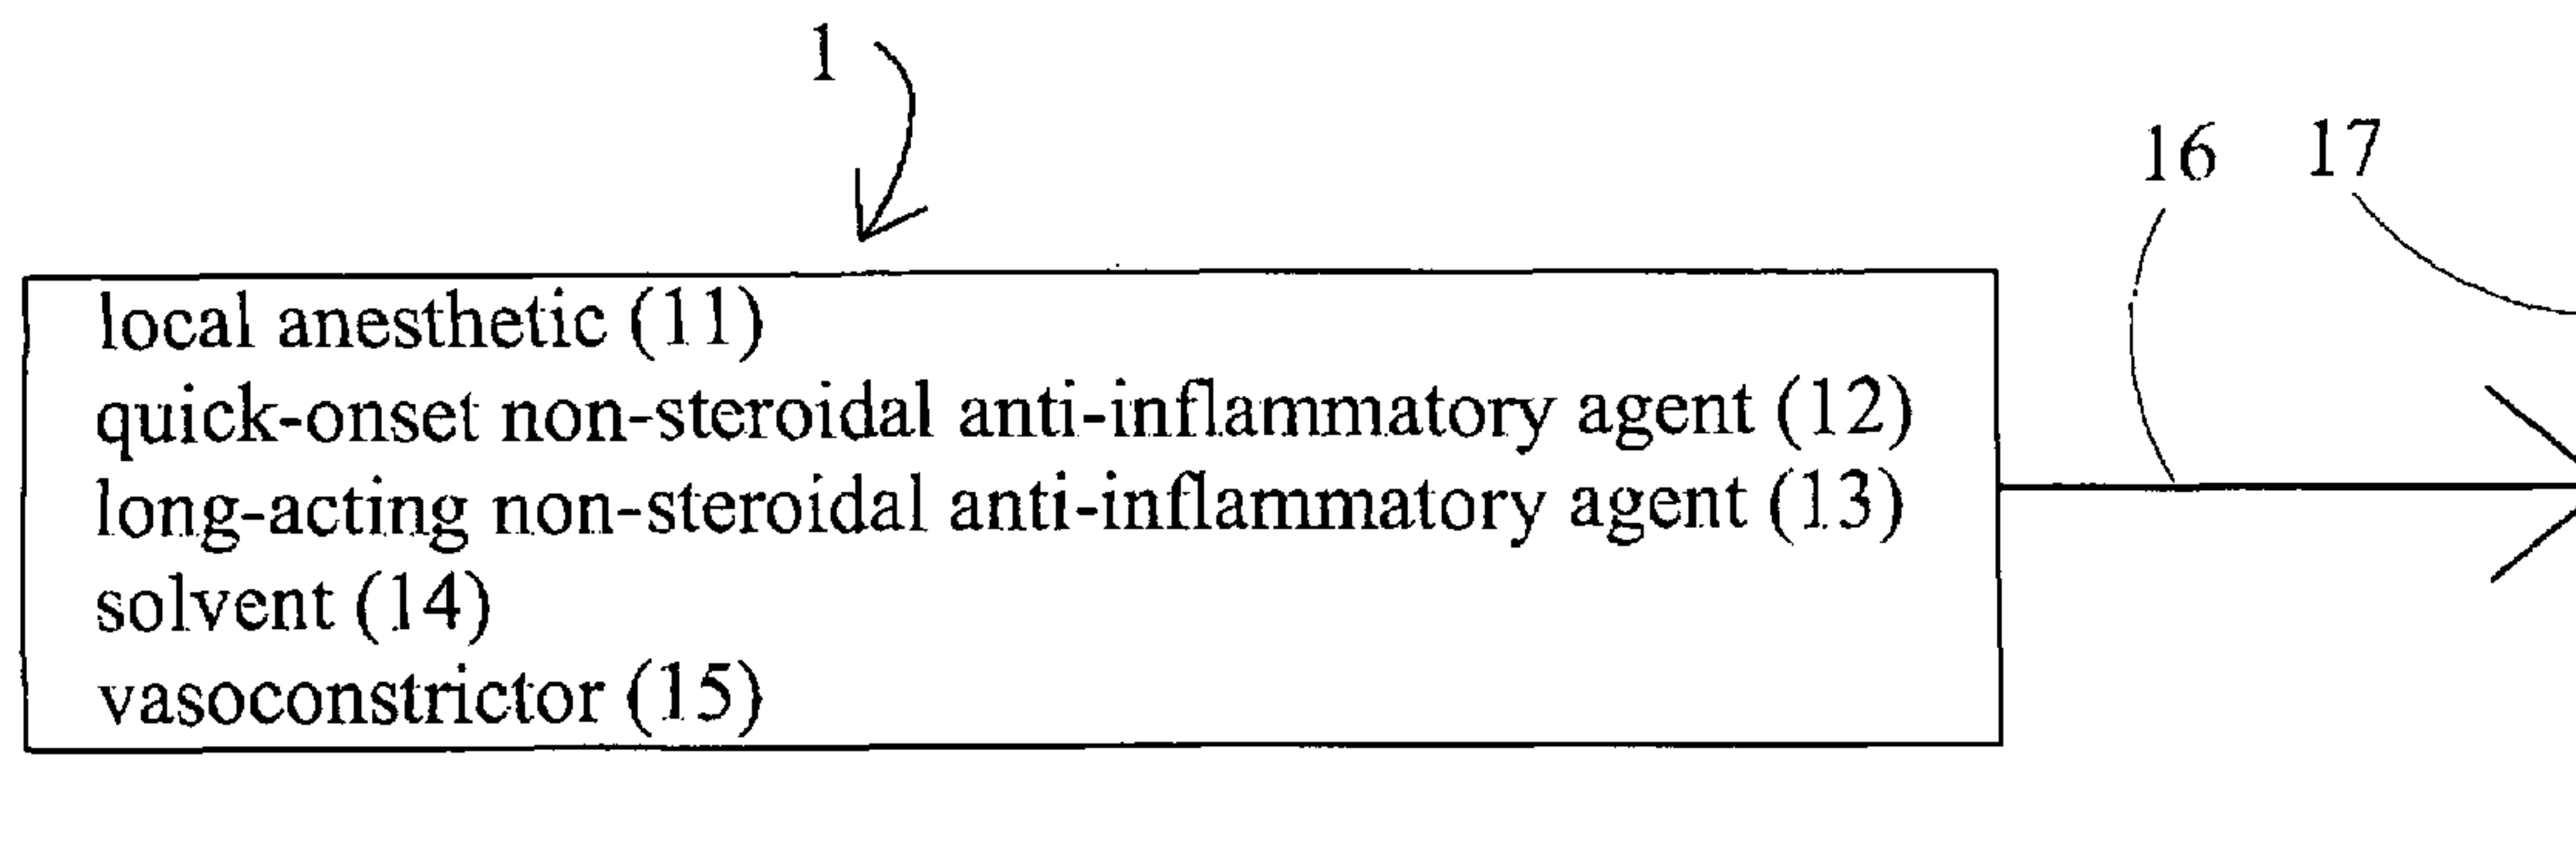 1
16 17
local anesthetic (11)
quick-onset non-steroidal anti-inflammatory agent (12)
long-acting non-steroidal anti-inflammatory agent (13)
solvent (14)
vasoconstrictor (15)